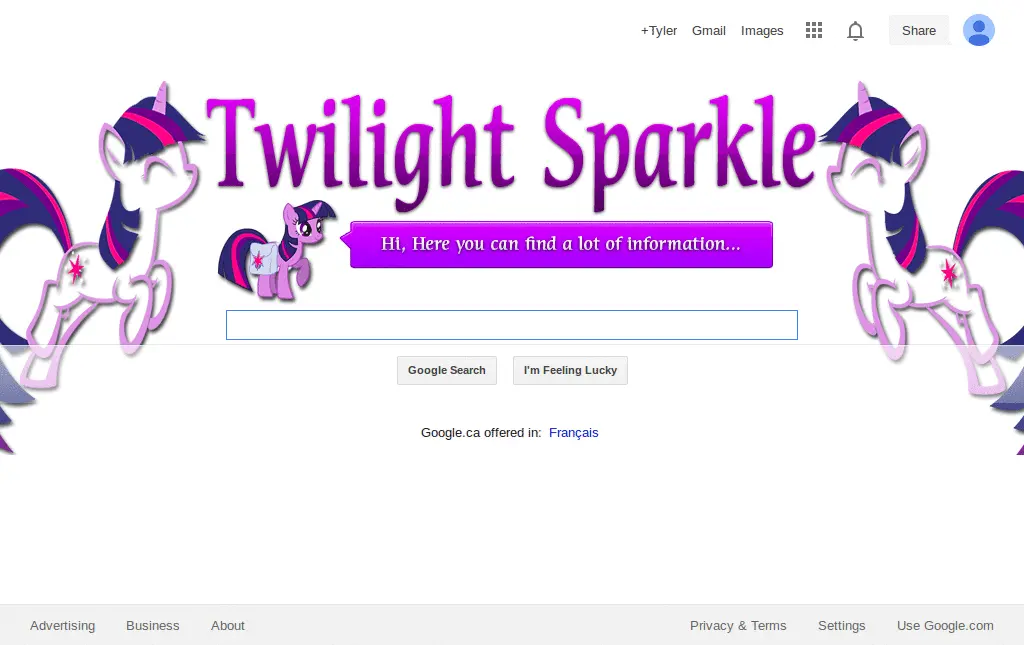 +Tyler Gmail Images Share
Twilight Sparkle
Hi, Here you can find a lot of information...
Google Search I'm Feeling Lucky
Google.ca offered in: Français
Advertising Business About Privacy & Terms Settings Use Google.com